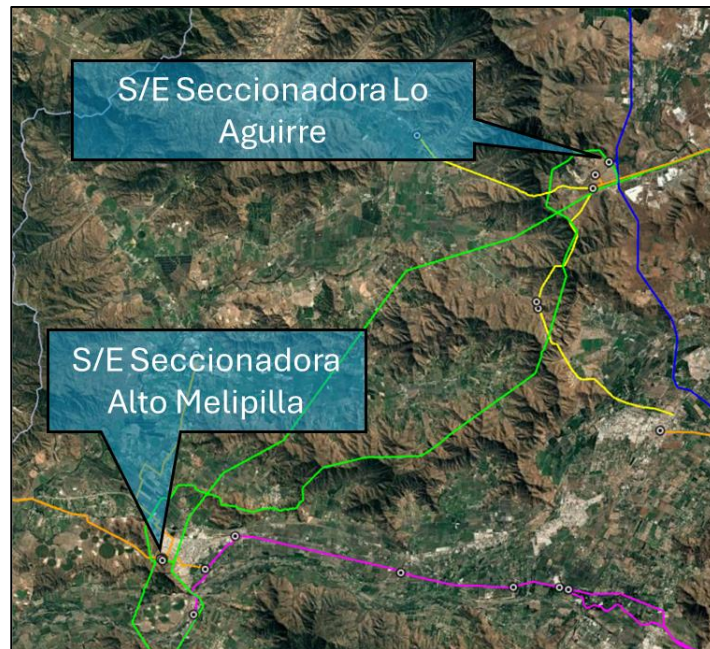 S/E Seccionadora Lo
Aguirre
S/E Seccionadora
Alto Melipilla